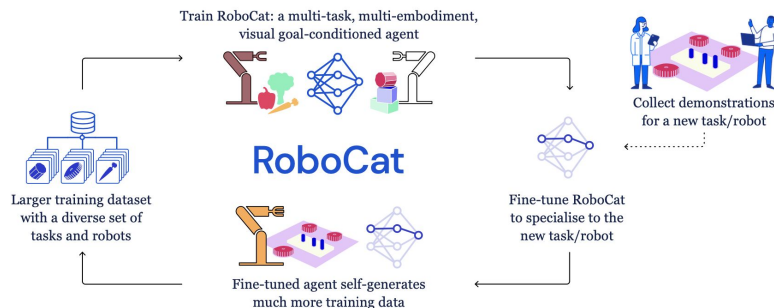 Train RoboCat: a multi-task, multi-embodiment,
visual goal-conditioned agent
Collect demonstrations
for a new task/robot
RoboCat
Larger training dataset
with a diverse set of
tasks and robots
Fine-tune RoboCat
to specialise to the
new task/robot
Fine-tuned agent self-generates
much more training data